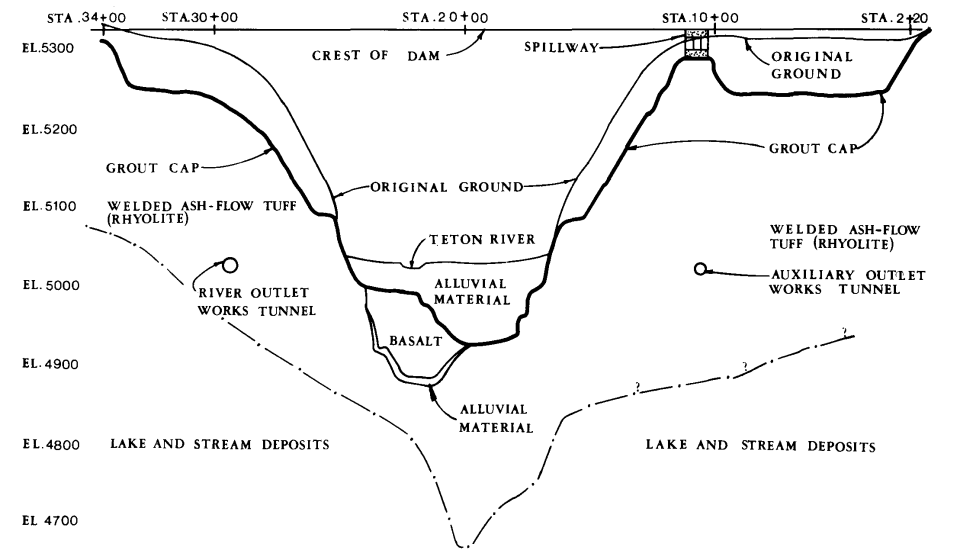 STA.34+00
STA.30+00
STA.20+00
STA.10+00
STA.2+20
EL.5300
CREST OF DAM
SPILLWAY
ORIGINAL
GROUND
EL.5200
GROUT CAP
GROUT CAP
ORIGINAL GROUND
EL.5100
WELDED ASH-FLOW TUFF
(RHYOLITE)
TETON RIVER
WELDED ASH-FLOW
TUFF (RHYOLITE)
EL.5000
RIVER OUTLET
WORKS TUNNEL
ALLUVIAL
MATERIAL
AUXILIARY OUTLET
WORKS TUNNEL
BASALT
?
?
?
EL.4900
ALLUVIAL
MATERIAL
EL.4800
LAKE AND STREAM DEPOSITS
LAKE AND STREAM DEPOSITS
EL 4700